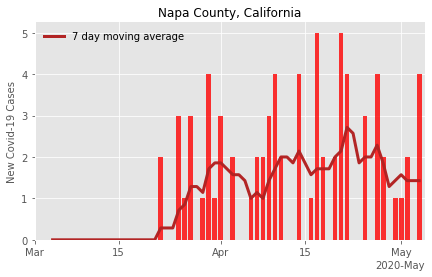 Napa County, California
7 day moving average
New Covid-19 Cases
5
4
3
2
1
0
Mar 15 Apr 15 May
2020-May